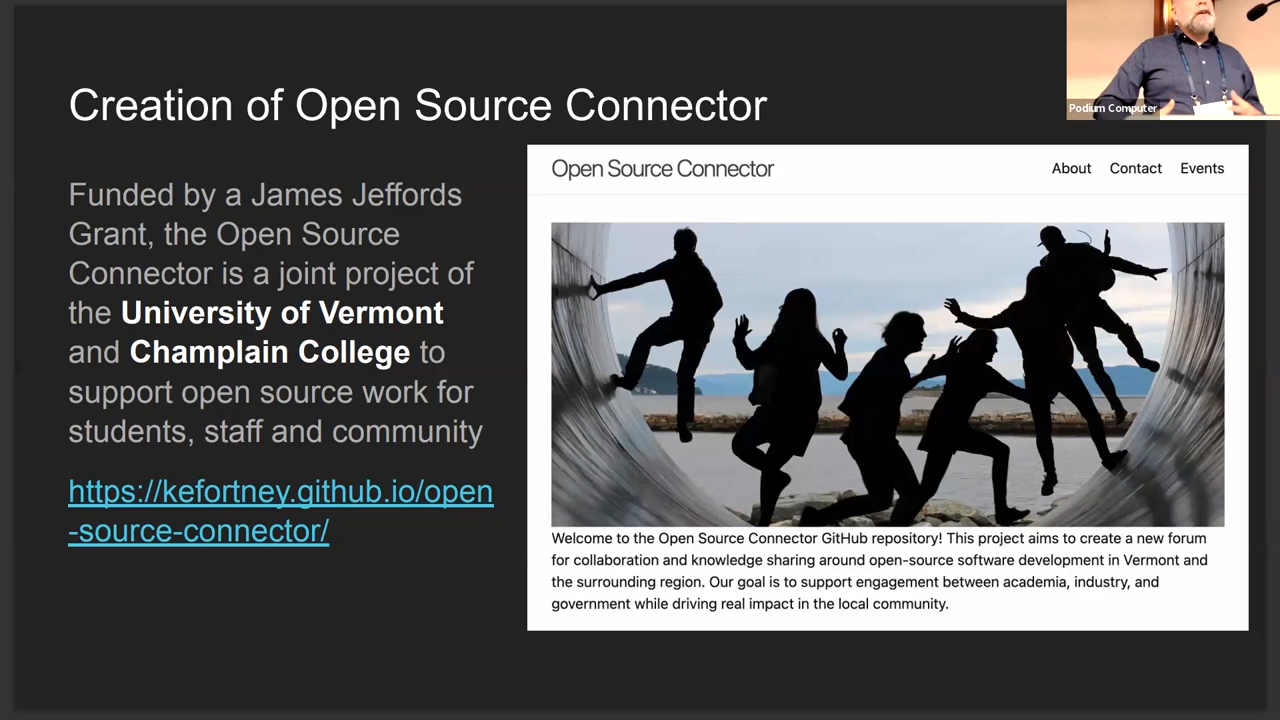 Creation of Open Source Connector
Podium Computer
Funded by a James Jeffords
Grant, the Open Source
Connector is a joint project of
the University of Vermont
and Champlain College to
support open source work for
students, staff and community
https://kefortney.github.io/open
-source-connector/
Open Source Connector
About Contact Events
Welcome to the Open Source Connector GitHub repository! This project aims to create a new forum
for collaboration and knowledge sharing around open-source software development in Vermont and
the surrounding region. Our goal is to support engagement between academia, industry, and
government while driving real impact in the local community.